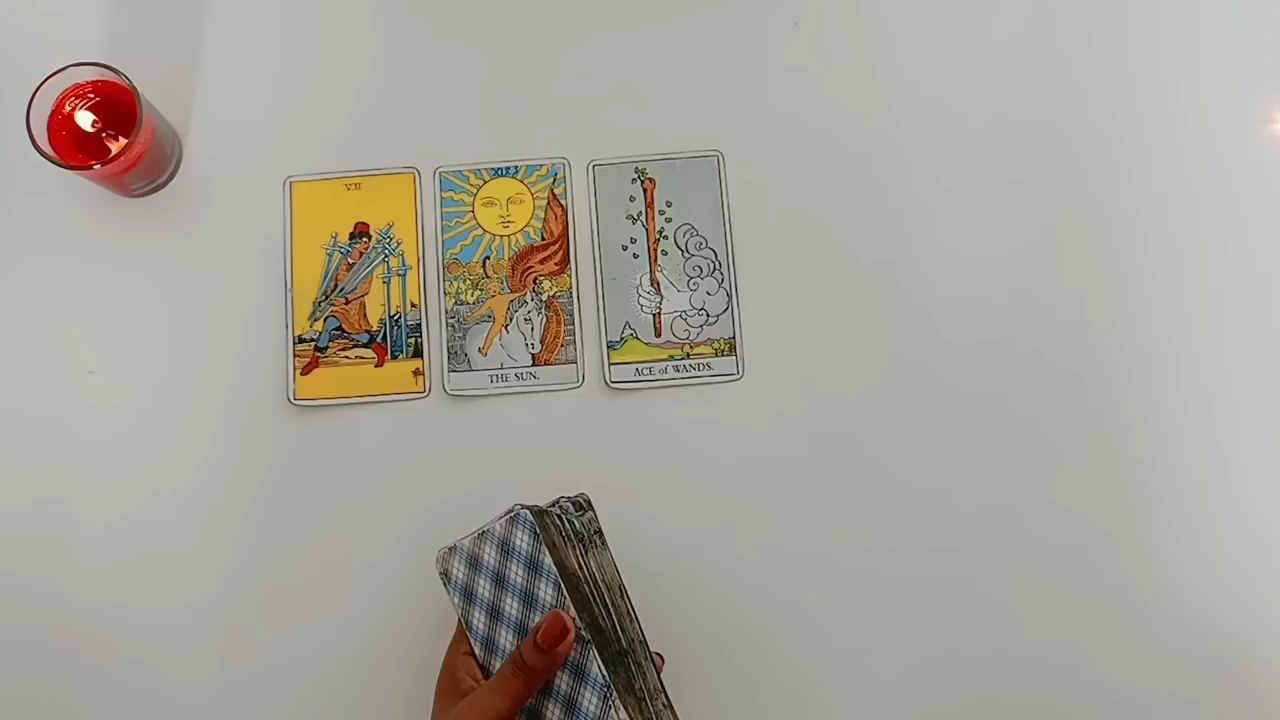 VII
THE SUN.
ACE of WANDS.